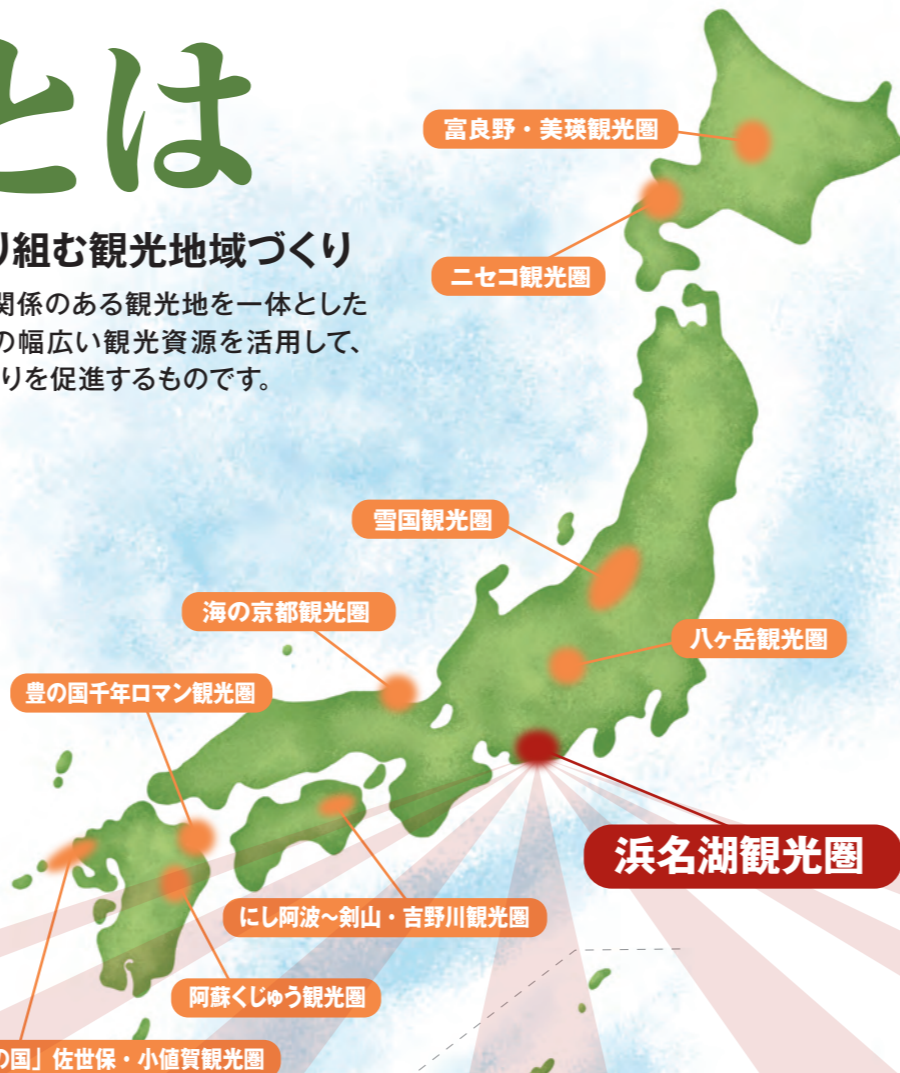 とは
り組む観光地域づくり
関係のある観光地を一体とした
の幅広い観光資源を活用して、
りを促進するものです。
富良野・美瑛観光圏
ニセコ観光圏
雪国観光圏
海の京都観光圏
八ヶ岳観光圏
豊の国千年ロマン観光圏
浜名湖観光圏
にし阿波～剣山・吉野川観光圏
阿蘇くじゅう観光圏
の国」佐世保・小値賀観光圏